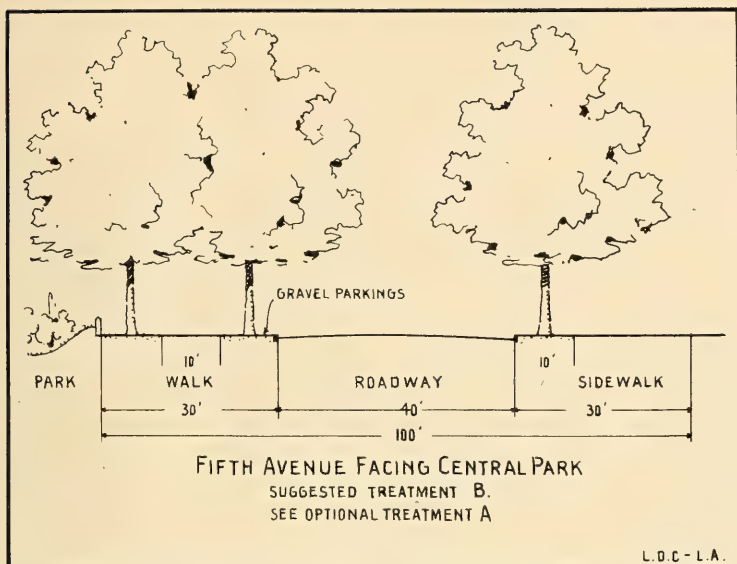 GRAVEL PARKINGS
10' 10'
PARK WALK ROADWAY SIDEWALK
30' 40' 30'
100'
FIFTH AVENUE FACING CENTRAL PARK
SUGGESTED TREATMENT B.
SEE OPTIONAL TREATMENT A
L.D.C - L.A.